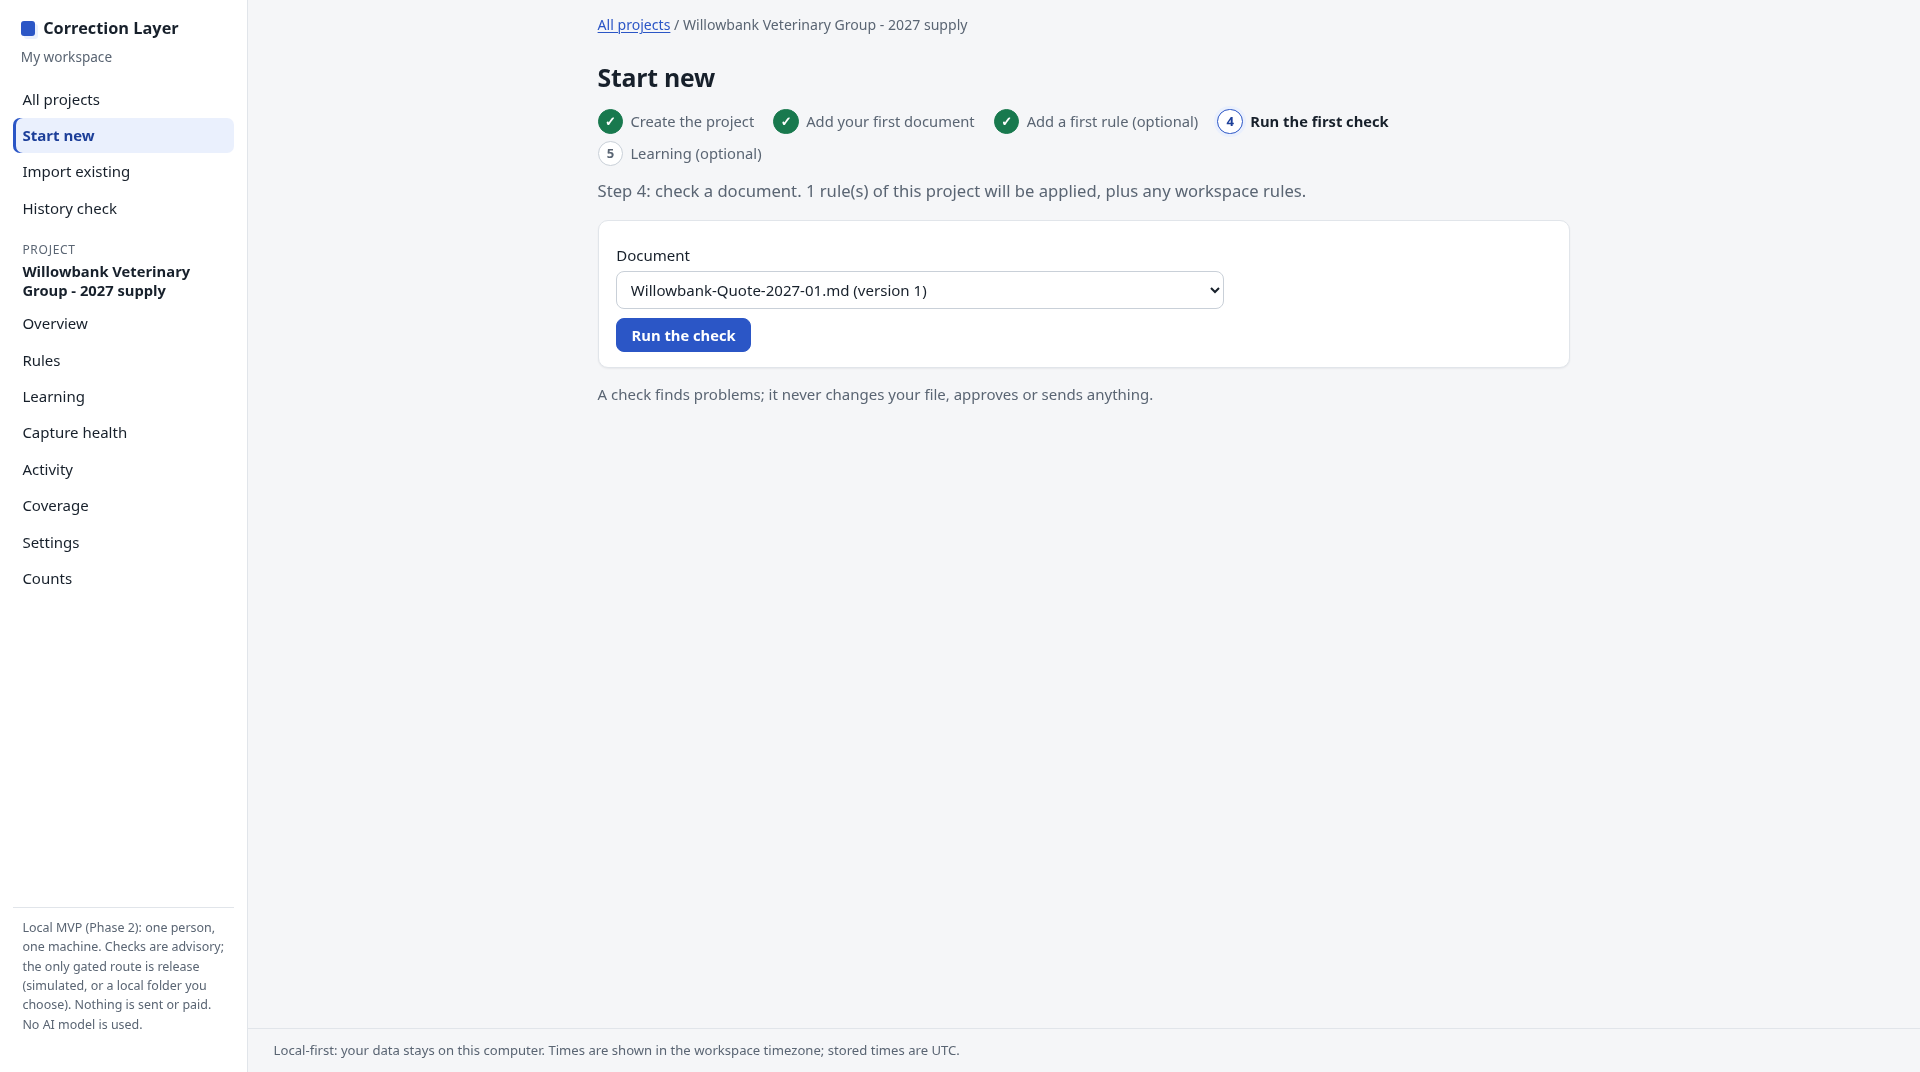 Correction Layer
My workspace
All projects
Start new
Import existing
History check
PROJECT
Willowbank Veterinary
Group - 2027 supply
Overview
Rules
Learning
Capture health
Activity
Coverage
Settings
Counts
Local MVP (Phase 2): one person,
one machine. Checks are advisory;
the only gated route is release
(simulated, or a local folder you
choose). Nothing is sent or paid.
No AI model is used.
All projects / Willowbank Veterinary Group - 2027 supply
Start new
✓ Create the project ✓ Add your first document ✓ Add a first rule (optional) 4 Run the first check
5 Learning (optional)
Step 4: check a document. 1 rule(s) of this project will be applied, plus any workspace rules.
Document
Willowbank-Quote-2027-01.md (version 1)
Run the check
A check finds problems; it never changes your file, approves or sends anything.
Local-first: your data stays on this computer. Times are shown in the workspace timezone; stored times are UTC.